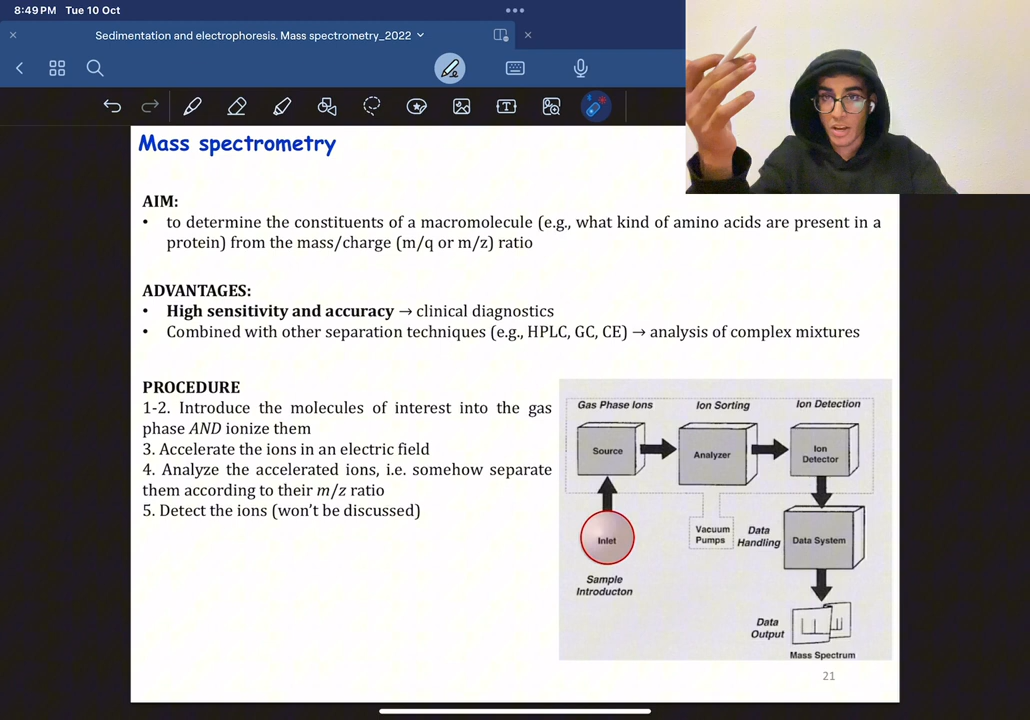 8:49 PM Tue 10 Oct
Sedimentation and electrophoresis. Mass spectrometry_2022
Mass spectrometry
AIM:
• to determine the constituents of a macromolecule (e.g., what kind of amino acids are present in a
protein) from the mass/charge (m/q or m/z) ratio
ADVANTAGES:
• High sensitivity and accuracy → clinical diagnostics
• Combined with other separation techniques (e.g., HPLC, GC, CE) → analysis of complex mixtures
PROCEDURE
1-2. Introduce the molecules of interest into the gas
phase AND ionize them
3. Accelerate the ions in an electric field
4. Analyze the accelerated ions, i.e. somehow separate
them according to their m/z ratio
5. Detect the ions (won't be discussed)
Gas Phase Ions
Ion Sorting
Ion Detection
Source
Analyzer
Ion
Detector
Inlet
Vacuum
Pumps
Data
Handling
Data System
Sample
Introducton
Data
Output
Mass Spectrum
21